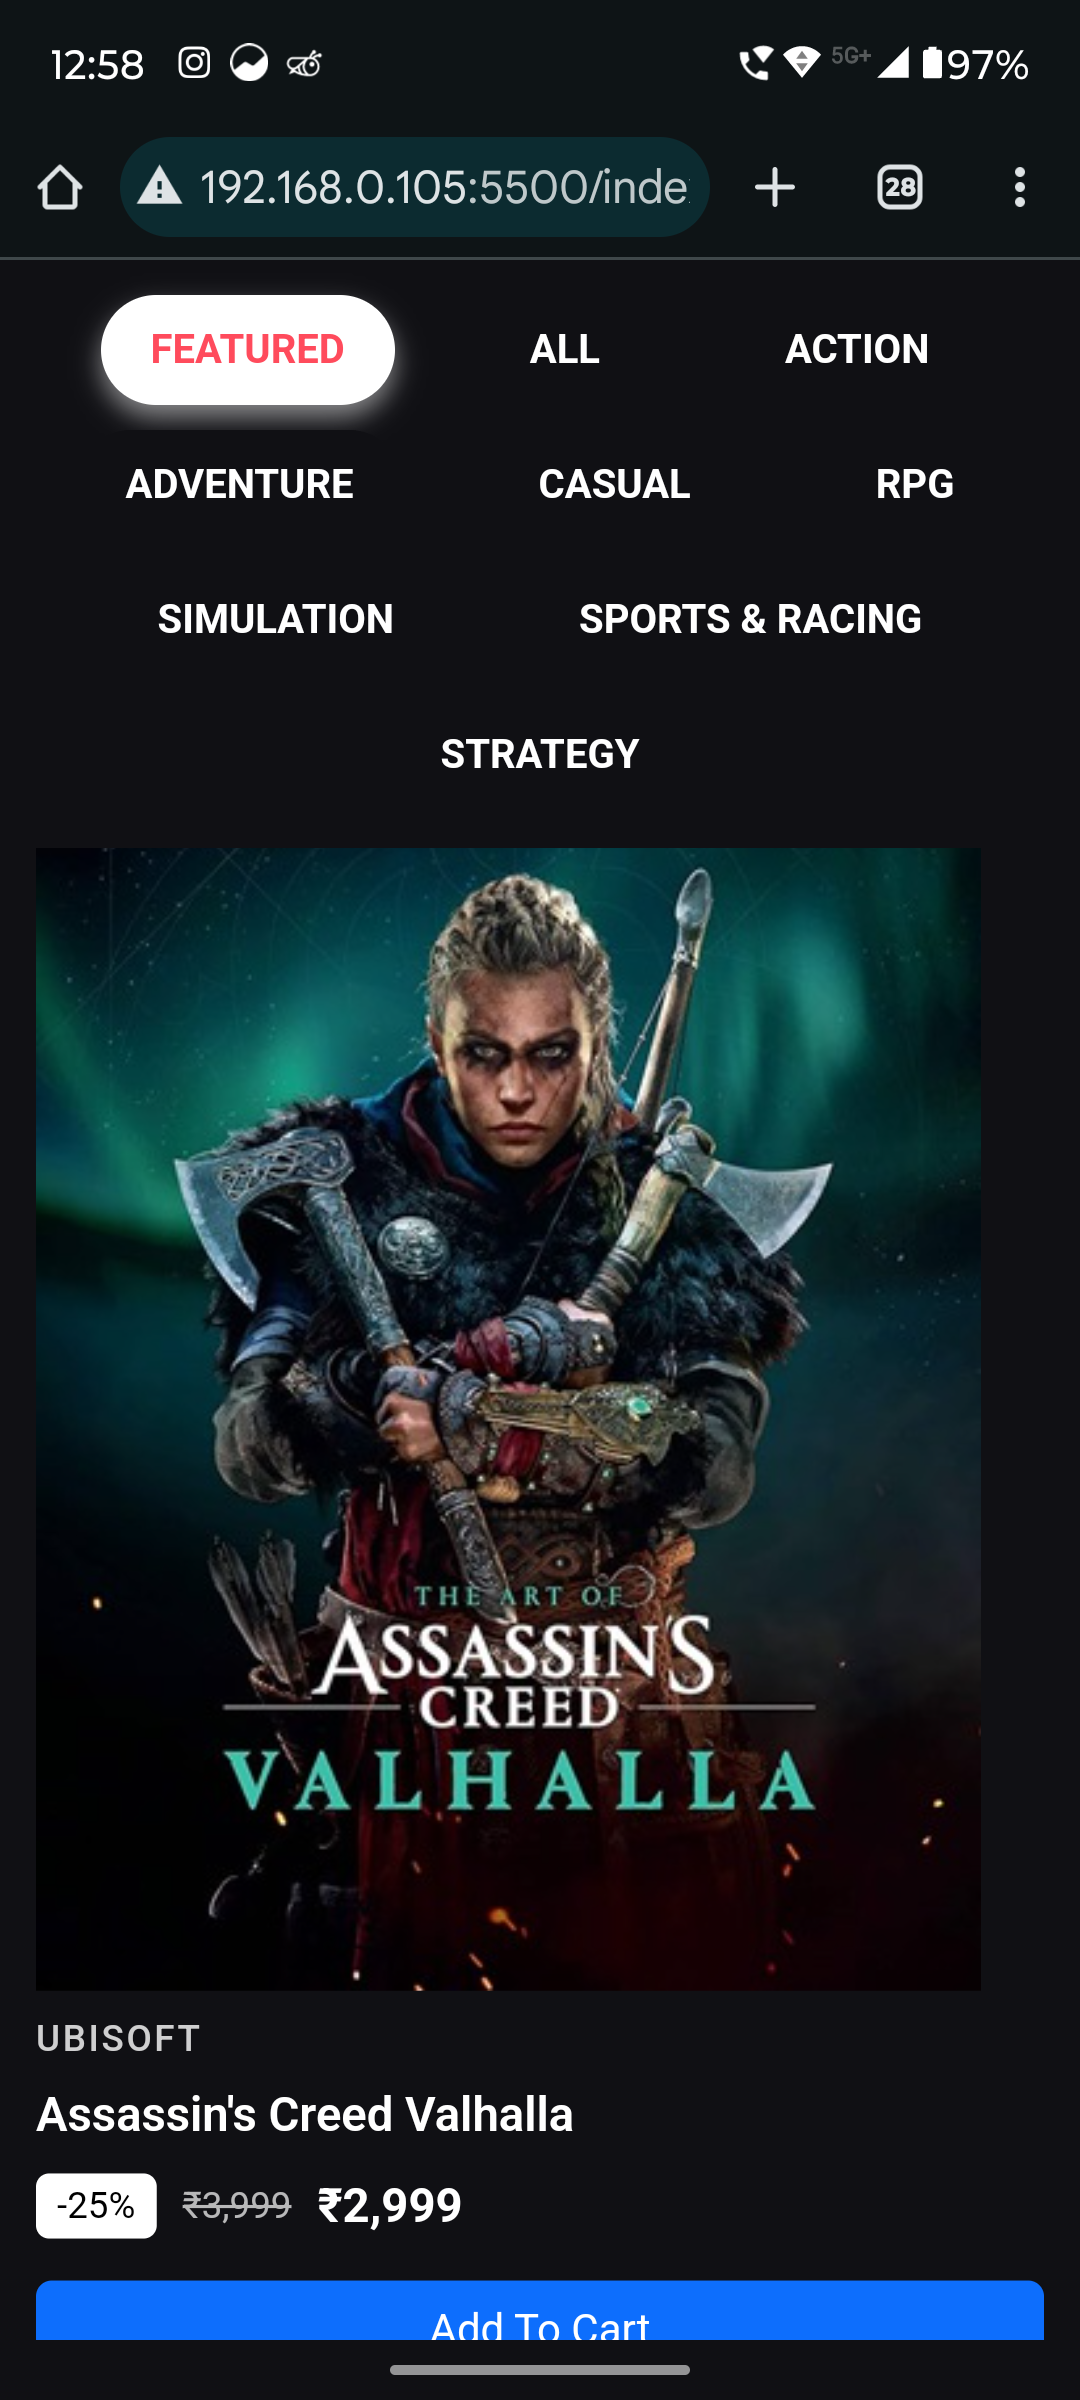 12:58 5G+ 97%
192.168.0.105:5500/inde
28
FEATURED ALL ACTION
ADVENTURE CASUAL RPG
SIMULATION SPORTS & RACING
STRATEGY
THE ART OF
ASSASSIN'S
CREED
VALHALLA
UBISOFT
Assassin's Creed Valhalla
-25% ₹3,999 ₹2,999
Add To Cart